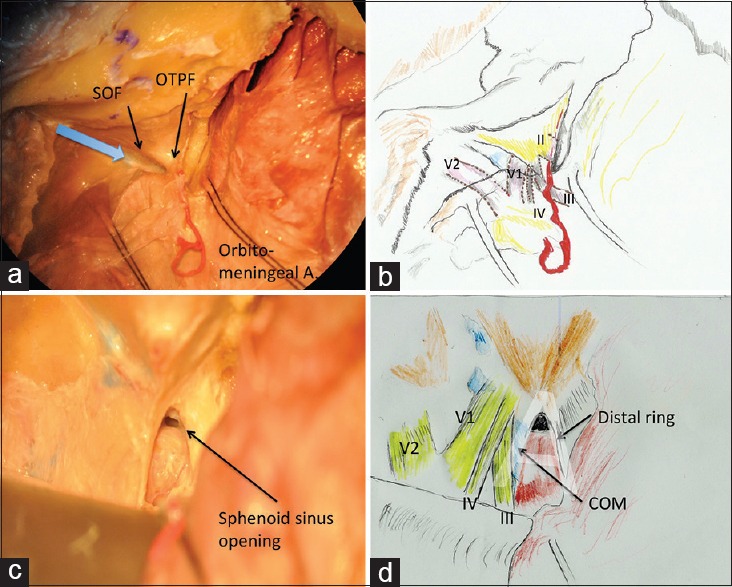 SOF
OTPF
Orbito-
meningeal A.
a
II
V2
V1
III
IV
b
Sphenoid sinus
opening
c
V1
Distal ring
V2
IV
III
COM
d